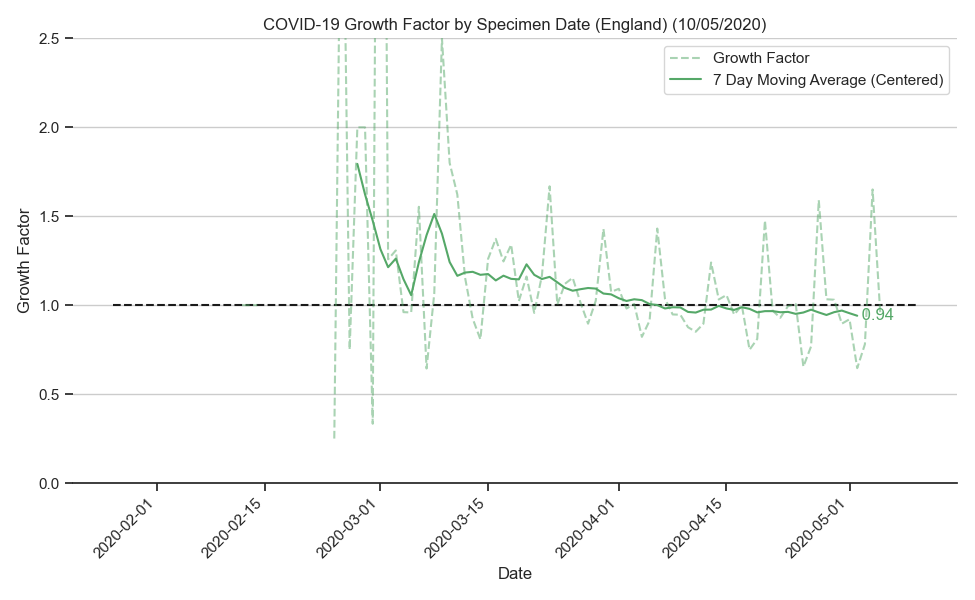 COVID-19 Growth Factor by Specimen Date (England) (10/05/2020)
Growth Factor
7 Day Moving Average (Centered)
2.5
2.0
1.5
1.0
0.5
0.0
Growth Factor
0.94
2020-02-01
2020-02-15
2020-03-01
2020-03-15
2020-04-01
2020-04-15
2020-05-01
Date